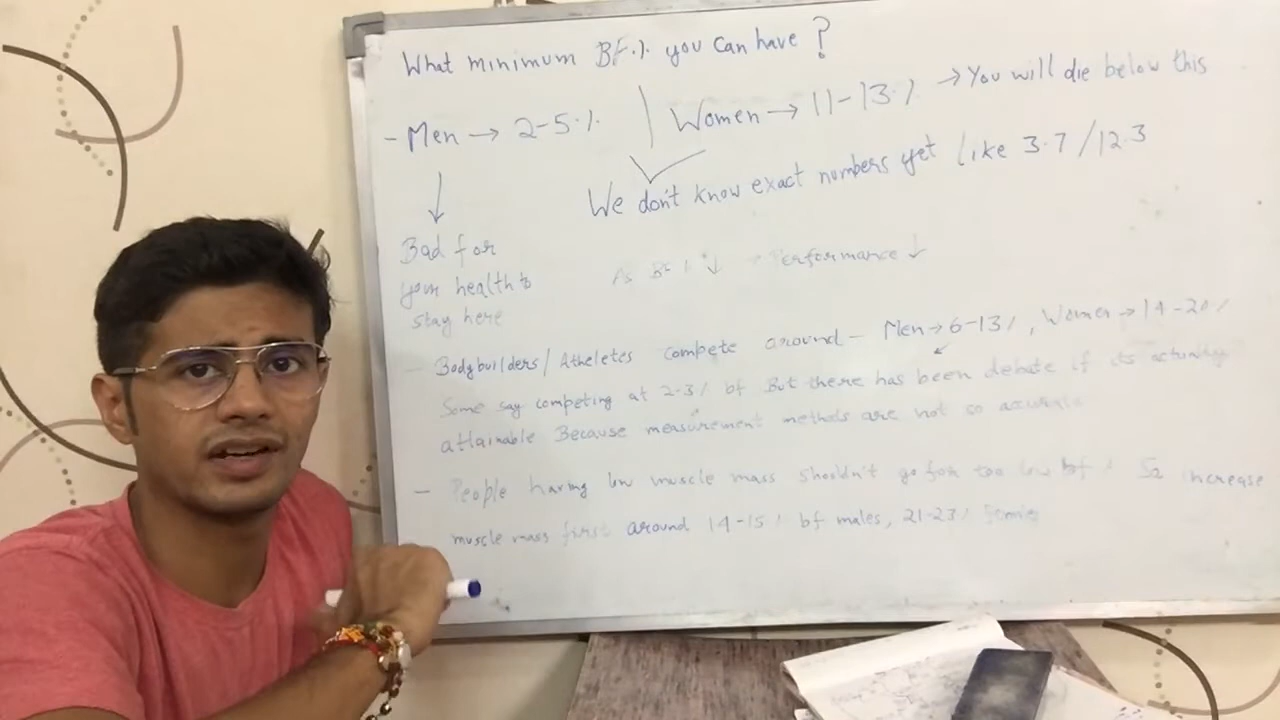 What minimum BF.% you can have ?
- Men → 2-5.% | Women → 11-13.% → You will die below this
We don't know exact numbers yet like 3.7/12.3
Bad for
your health to
stay here
As BF % ↓ Performance ↓
- Bodybuilders/Atheletes compete around - Men → 6-13%, Women → 14-20%
Some say competing at 2-3% bf But there has been debate if its actually
attainable Because measurement methods are not so accurate
- People having low muscle mass shouldn't go for too low bf % So increase
muscle mass first around 14-15% bf males, 21-23%